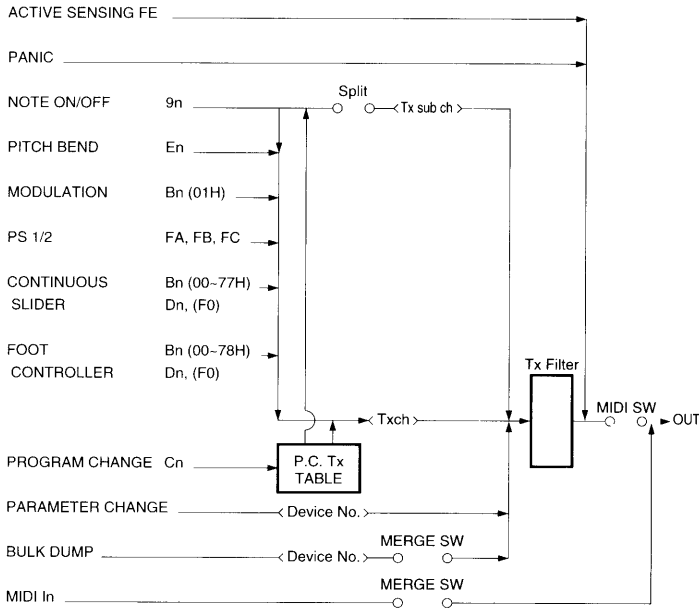 ACTIVE SENSING FE
PANIC
Split
NOTE ON/OFF 9n <Tx sub ch>
PITCH BEND En
MODULATION Bn (01H)
PS 1/2 FA, FB, FC
CONTINUOUS Bn (00~77H)
SLIDER Dn, (F0)
FOOT Bn (00~78H)
CONTROLLER Dn, (F0)
Tx Filter
MIDI SW
<Txch> OUT
PROGRAM CHANGE Cn P.C. Tx
TABLE
PARAMETER CHANGE <Device No.>
MERGE SW
BULK DUMP <Device No.>
MERGE SW
MIDI In